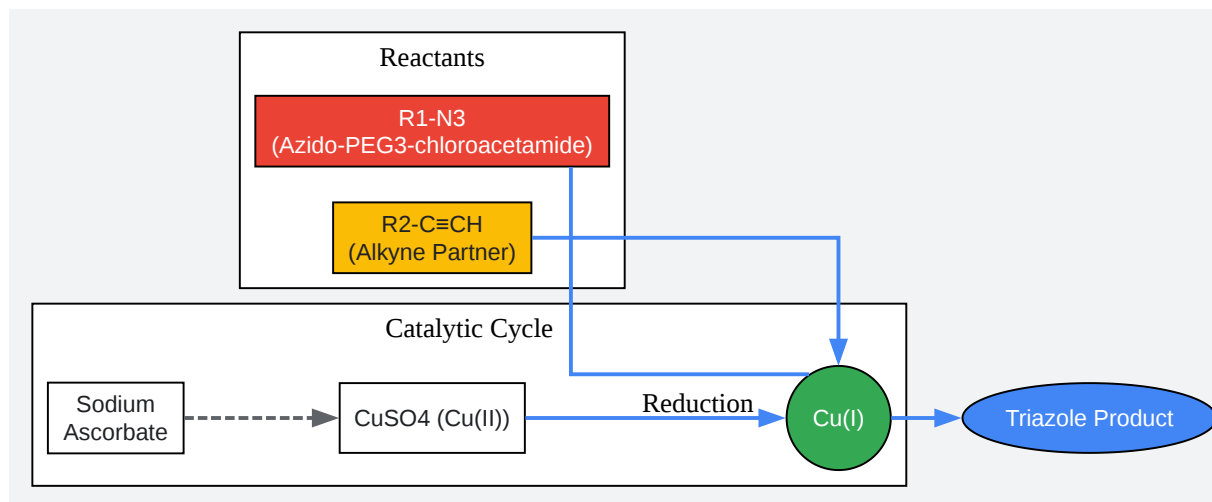 Reactants
R1-N3
(Azido-PEG3-chloroacetamide)
R2-C≡CH
(Alkyne Partner)
Catalytic Cycle
Sodium
Ascorbate
CuSO4 (Cu(II))
Reduction
Cu(I)
Triazole Product